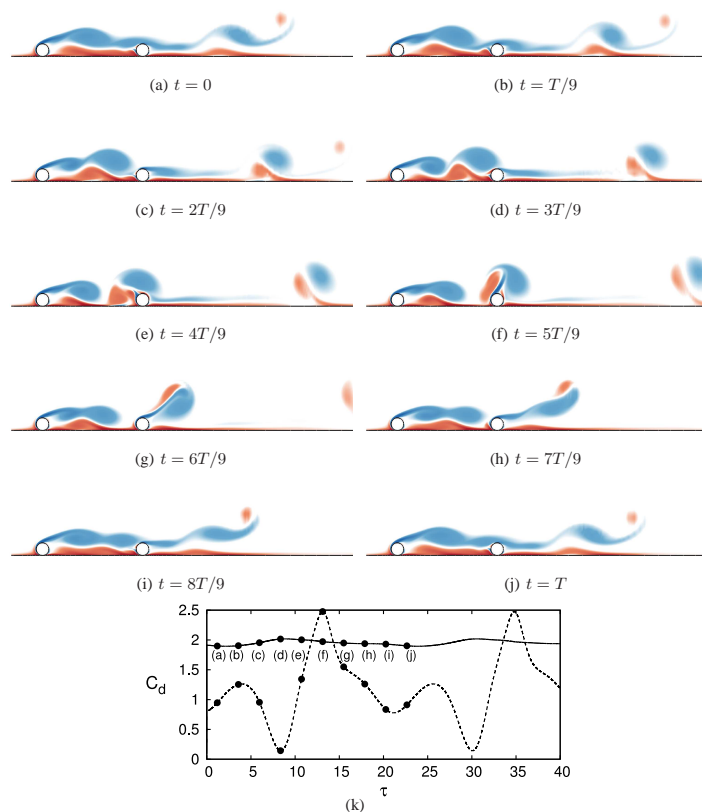 (a) t = 0
(b) t = T/9
(c) t = 2T/9
(d) t = 3T/9
(e) t = 4T/9
(f) t = 5T/9
(g) t = 6T/9
(h) t = 7T/9
(i) t = 8T/9
(j) t = T
2.5
2
(a) (b) (c) (d) (e) (f) (g) (h) (i) (j)
1.5
C_d
1
0.5
0
0 5 10 15 20 25 30 35 40
τ
(k)